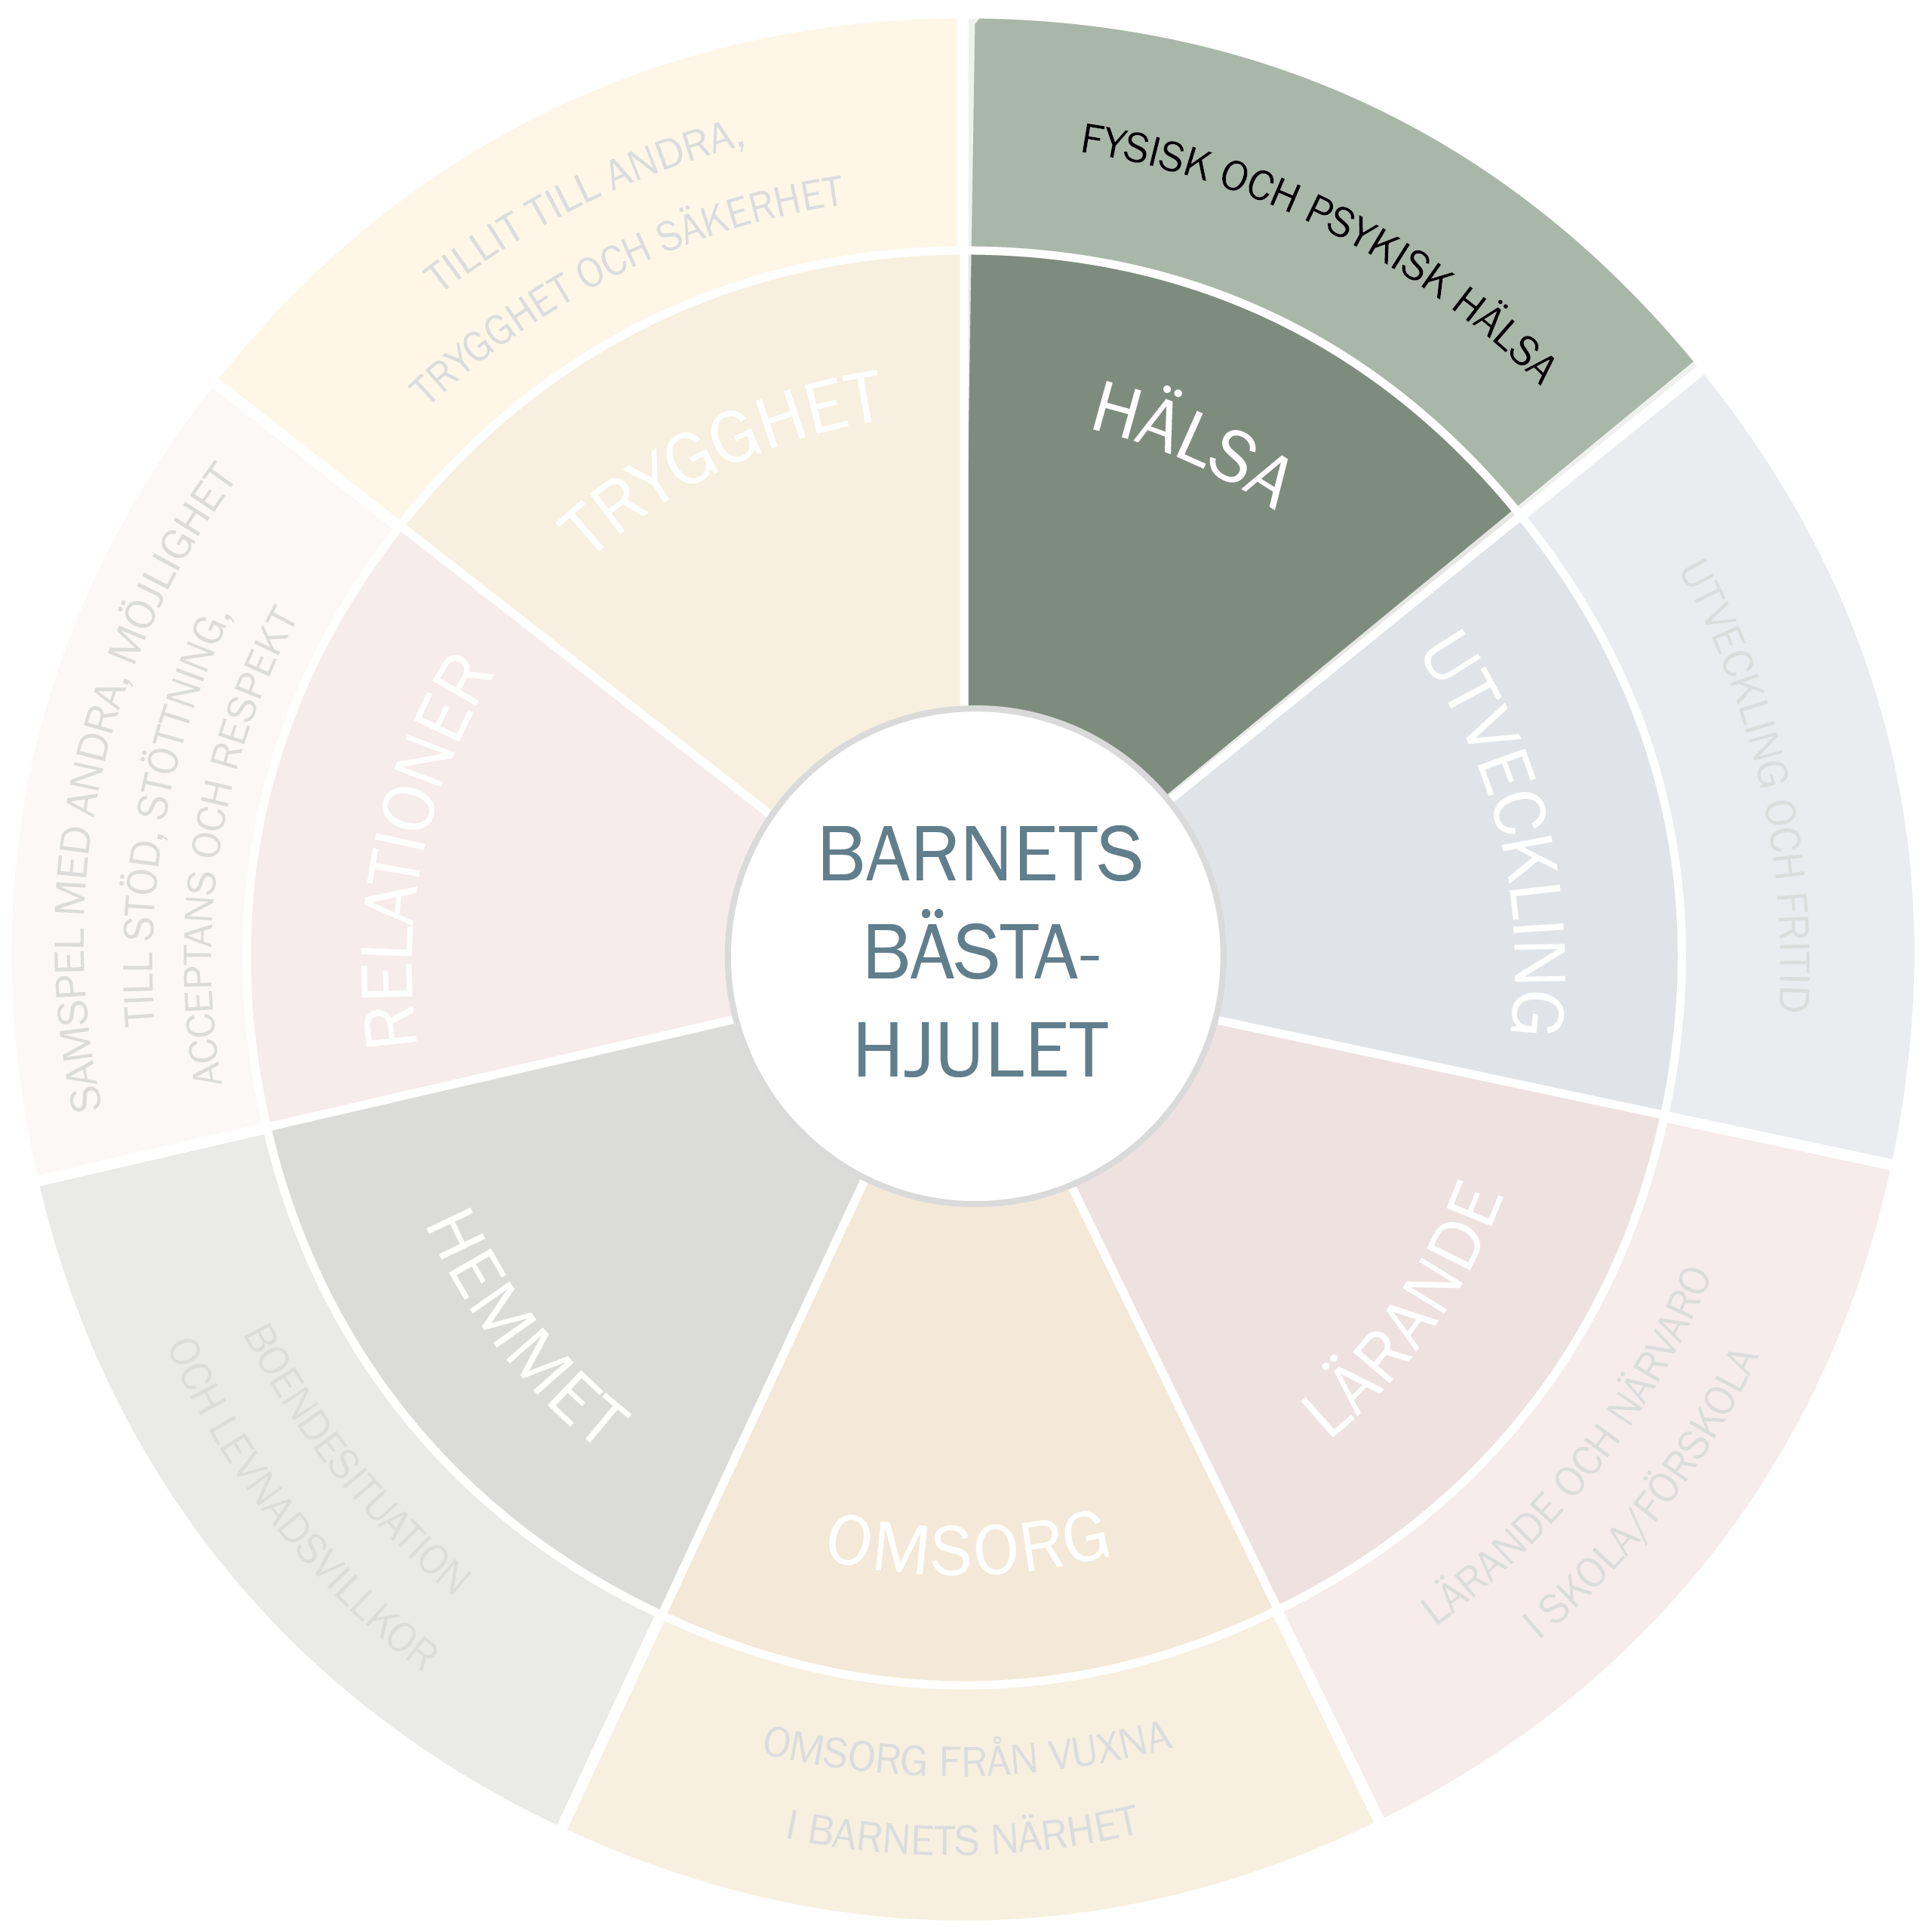 BARNETS
BÄSTA-
HJULET
HÄLSA
FYSISK OCH PSYKISK HÄLSA
UTVECKLING
UTVECKLING OCH FRITID
LÄRANDE
LÄRANDE OCH NÄRVARO
I SKOLA/FÖRSKOLA
OMSORG
OMSORG FRÅN VUXNA
I BARNETS NÄRHET
HEMMET
BOENDESITUATION
OCH LEVNADSVILLKOR
RELATIONER
SAMSPEL MED ANDRA, MÖJLIGHET
TILL STÖD, STÖTTNING,
ACCEPTANS OCH RESPEKT
TRYGGHET
TILLIT TILL ANDRA,
TRYGGHET OCH SÄKERHET